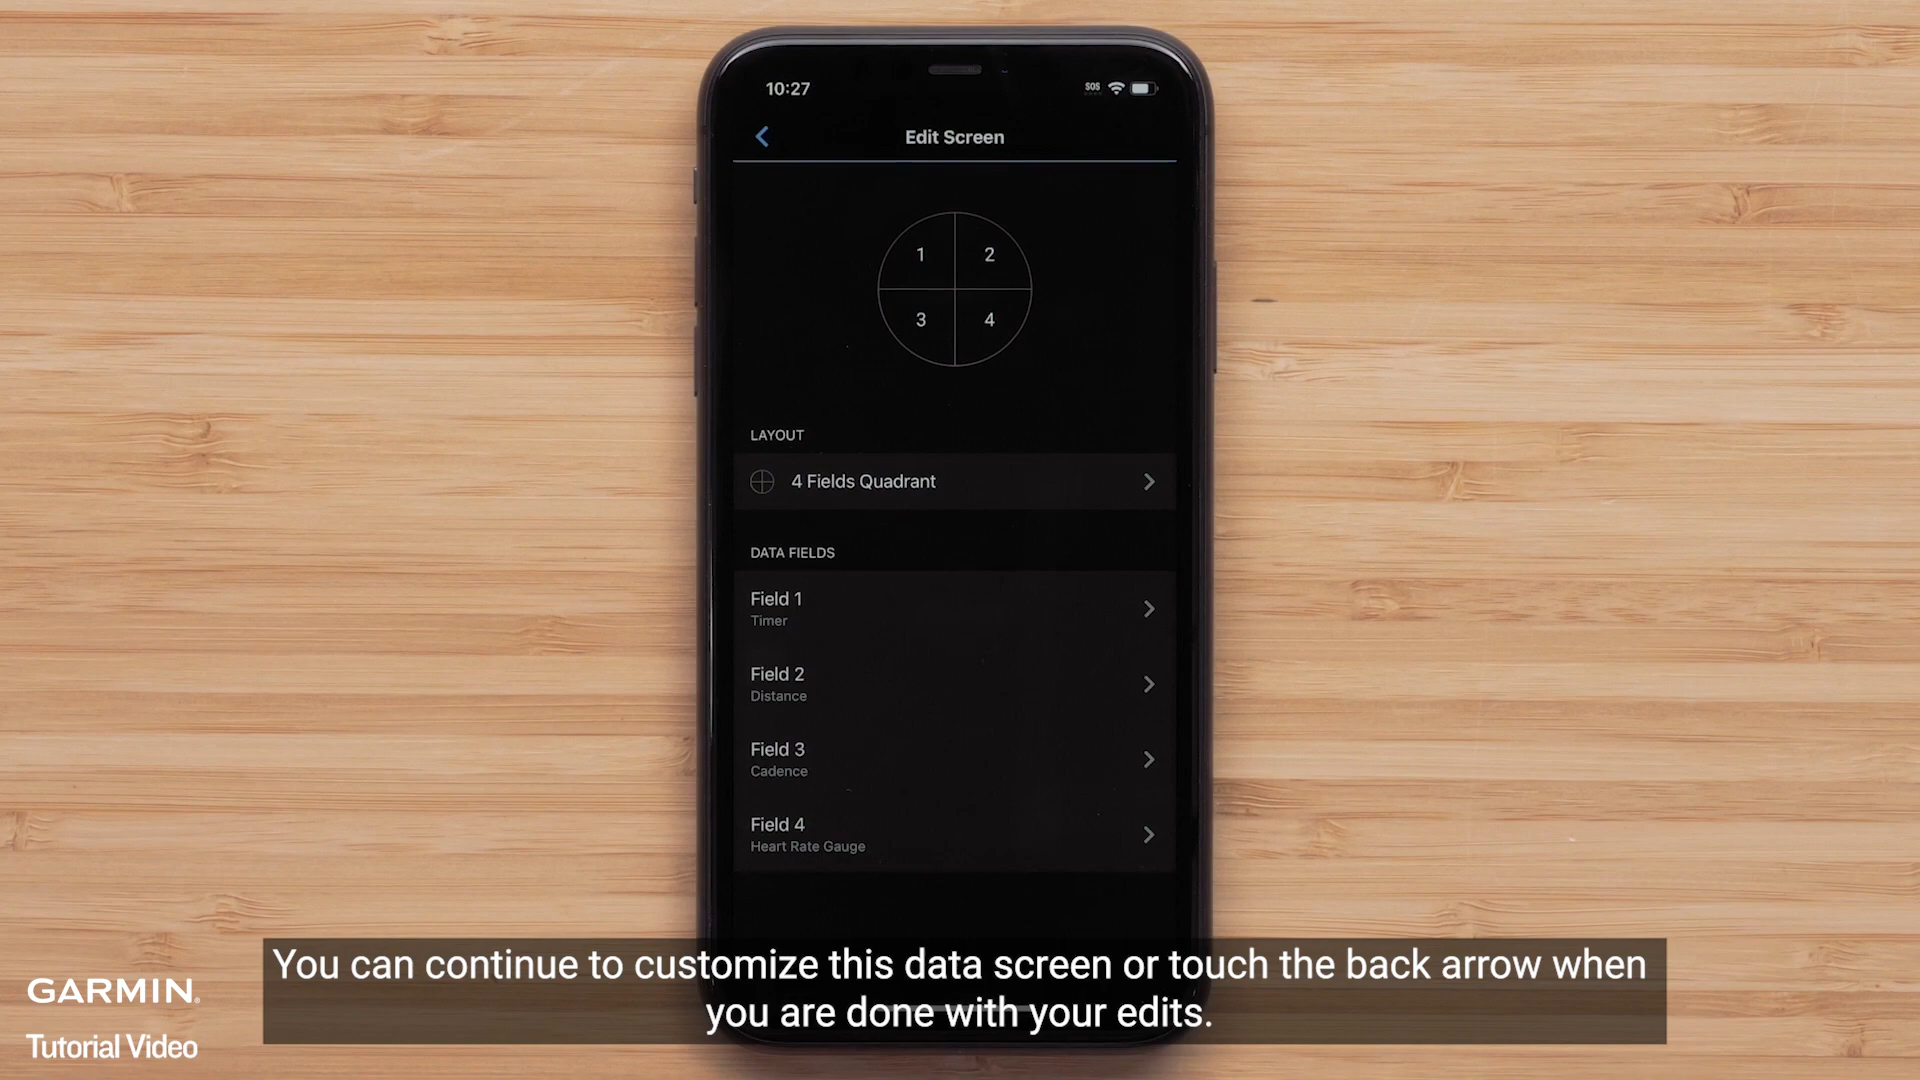 10:27
SOS
Edit Screen
1 2
3 4
LAYOUT
4 Fields Quadrant
DATA FIELDS
Field 1
Timer
Field 2
Distance
Field 3
Cadence
Field 4
Heart Rate Gauge
You can continue to customize this data screen or touch the back arrow when
you are done with your edits.
GARMIN
Tutorial Video